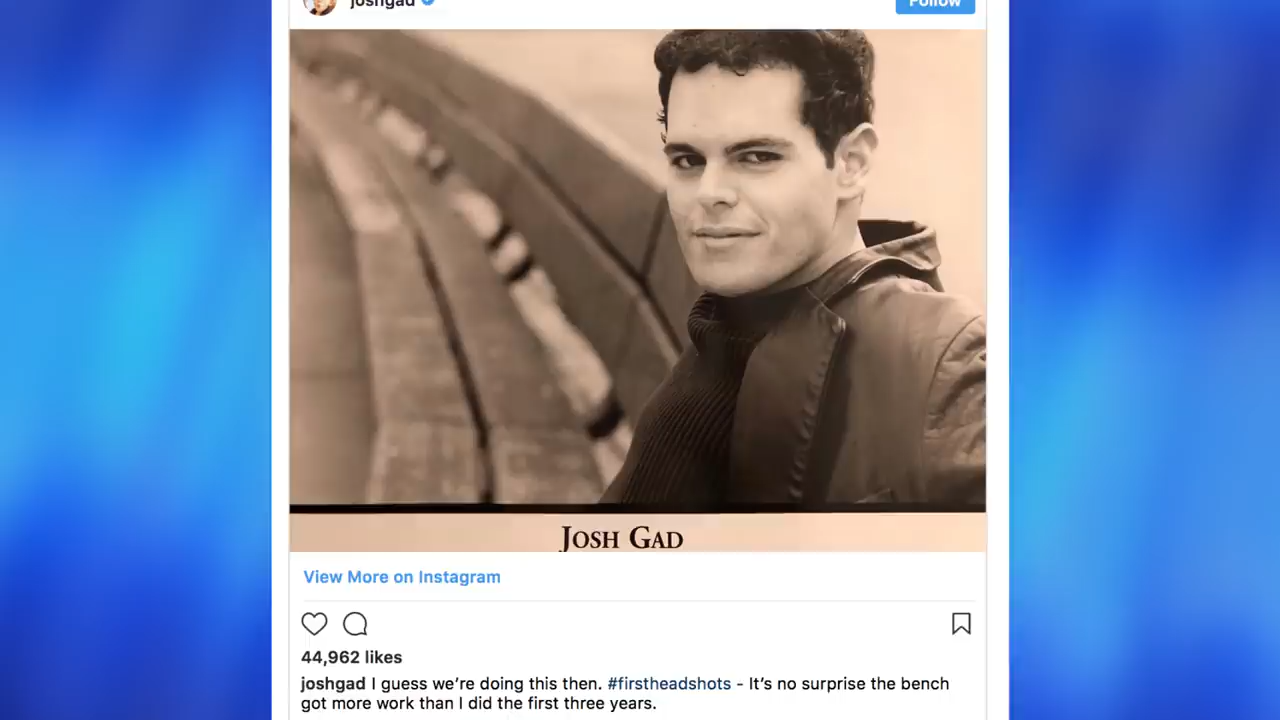 joshgad
Follow
JOSH GAD
View More on Instagram
44,962 likes
joshgad I guess we're doing this then. #firstheadshots - It's no surprise the bench
got more work than I did the first three years.